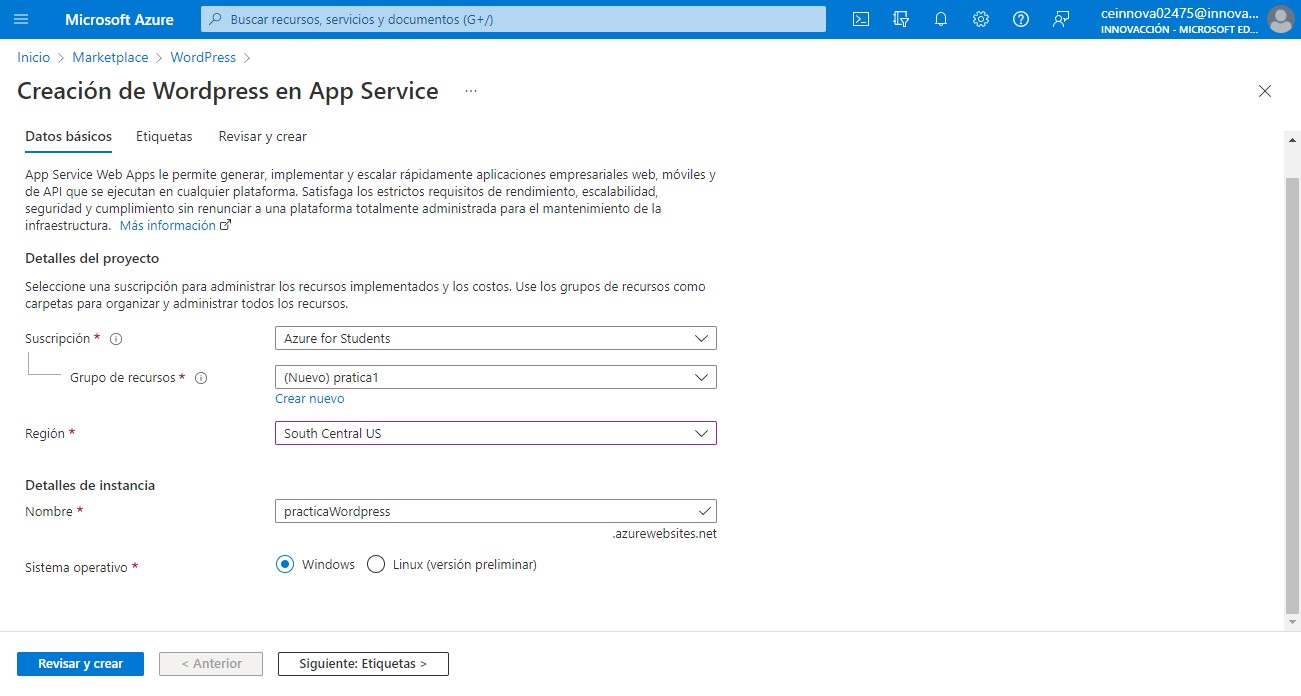 Microsoft Azure
Buscar recursos, servicios y documentos (G+/)
ceinnova02475@innova...
INNOVACCIÓN - MICROSOFT ED...
Inicio > Marketplace > WordPress >
Creación de Wordpress en App Service ...
Datos básicos Etiquetas Revisar y crear
App Service Web Apps le permite generar, implementar y escalar rápidamente aplicaciones empresariales web, móviles y
de API que se ejecutan en cualquier plataforma. Satisfaga los estrictos requisitos de rendimiento, escalabilidad,
seguridad y cumplimiento sin renunciar a una plataforma totalmente administrada para el mantenimiento de la
infraestructura. Más información
Detalles del proyecto
Seleccione una suscripción para administrar los recursos implementados y los costos. Use los grupos de recursos como
carpetas para organizar y administrar todos los recursos.
Suscripción * Azure for Students
Grupo de recursos * (Nuevo) pratica1
Crear nuevo
Región * South Central US
Detalles de instancia
Nombre * practicaWordpress
.azurewebsites.net
Sistema operativo * Windows Linux (versión preliminar)
Revisar y crear < Anterior Siguiente: Etiquetas >